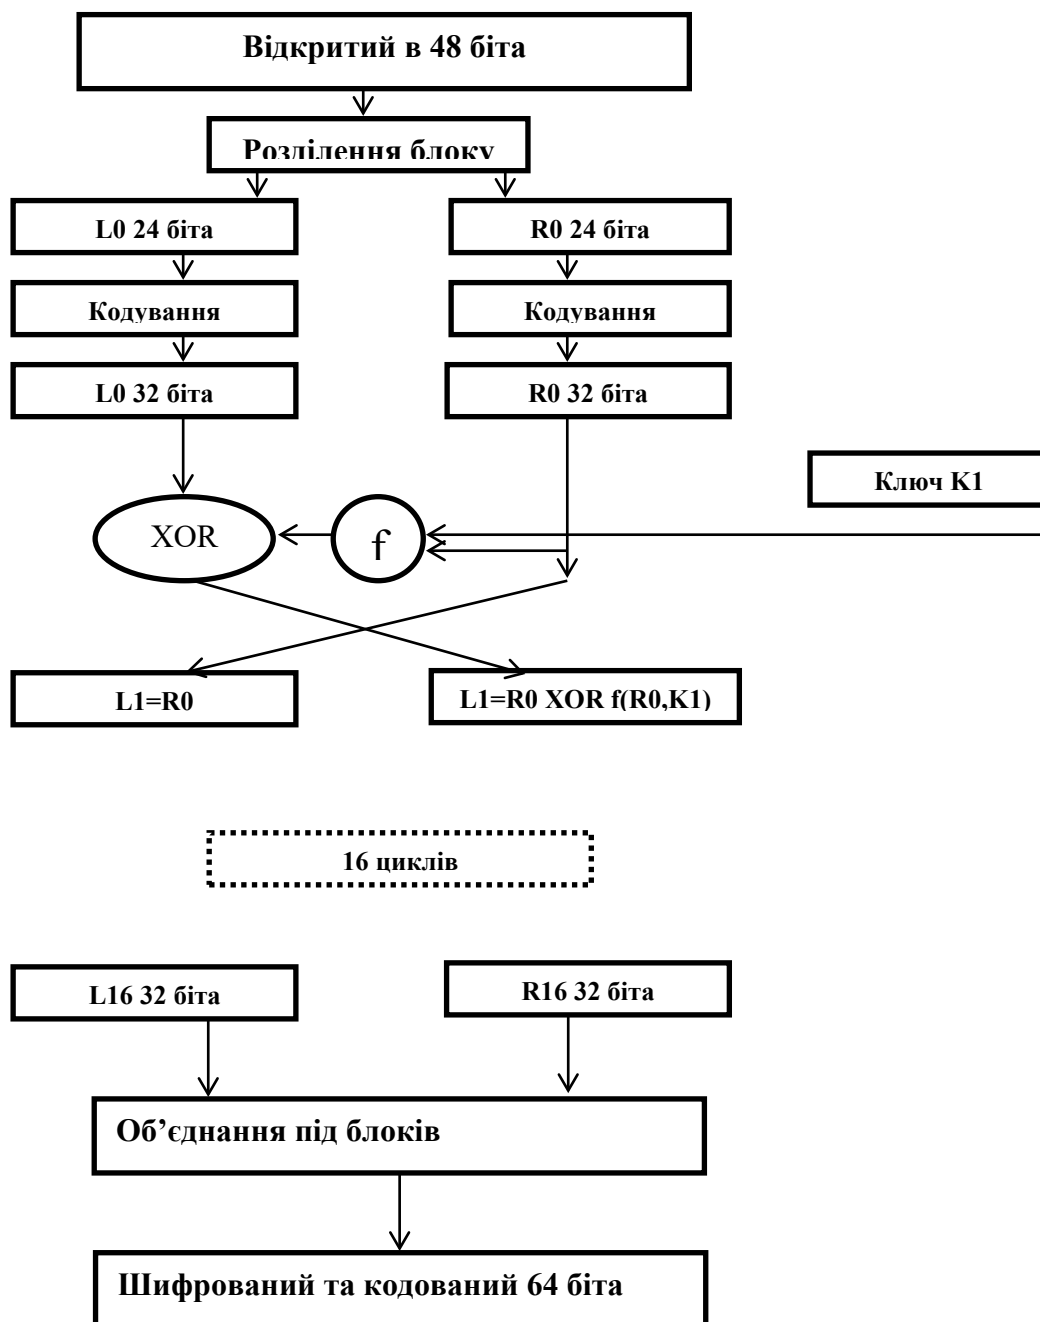 Відкритий в 48 біта
Розділення блоку
L0 24 біта
R0 24 біта
Кодування
Кодування
L0 32 біта
R0 32 біта
Ключ К1
XOR
f
L1=R0
L1=R0 XOR f(R0,K1)
16 циклів
L16 32 біта
R16 32 біта
Об’єднання під блоків
Шифрований та кодований 64 біта